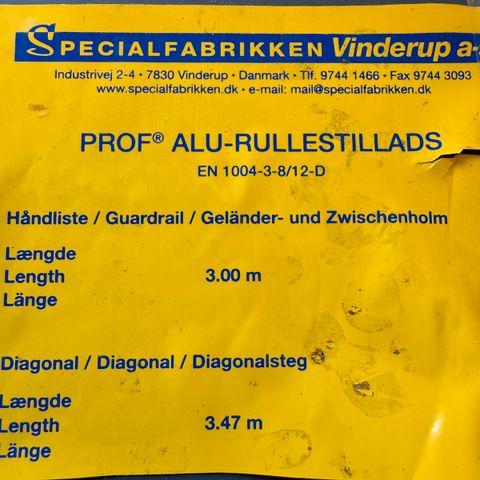 SPECIALFABRIKKEN Vinderup a-
Industrivej 2-4 · 7830 Vinderup · Danmark · Tlf. 9744 1466 · Fax 9744 3093
www.specialfabrikken.dk · e-mail: mail@specialfabrikken.dk
PROF® ALU-RULLESTILLADS
EN 1004-3-8/12-D
Håndliste / Guardrail / Geländer- und Zwischenholm
Længde
Length 3.00 m
Länge
Diagonal / Diagonal / Diagonalsteg
Længde
Length 3.47 m
Länge